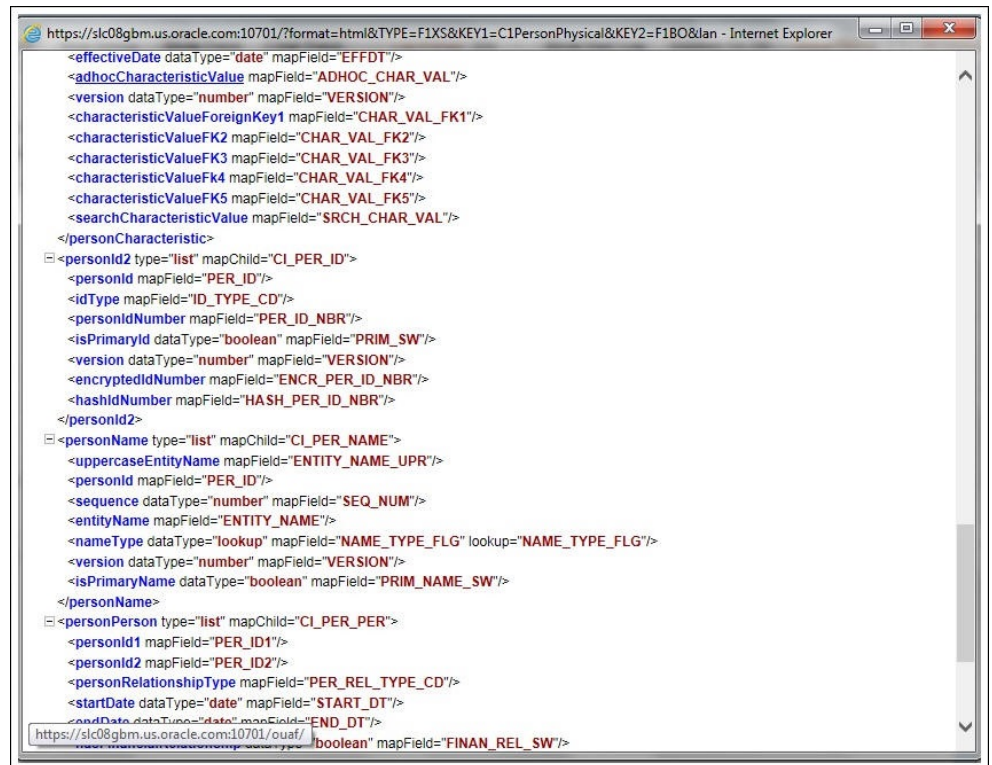 https://slc08gbm.us.oracle.com:10701/?format=html&TYPE=F1XS&KEY1=C1PersonPhysical&KEY2=F1BO&lan - Internet Explorer
<effectiveDate dataType="date" mapField="EFFDT"/>
<adhocCharacteristicValue mapField="ADHOC_CHAR_VAL"/>
<version dataType="number" mapField="VERSION"/>
<characteristicValueForeignKey1 mapField="CHAR_VAL_FK1"/>
<characteristicValueFK2 mapField="CHAR_VAL_FK2"/>
<characteristicValueFK3 mapField="CHAR_VAL_FK3"/>
<characteristicValueFk4 mapField="CHAR_VAL_FK4"/>
<characteristicValueFK5 mapField="CHAR_VAL_FK5"/>
<searchCharacteristicValue mapField="SRCH_CHAR_VAL"/>
</personCharacteristic>
<personId2 type="list" mapChild="CI_PER_ID">
<personId mapField="PER_ID"/>
<idType mapField="ID_TYPE_CD"/>
<personIdNumber mapField="PER_ID_NBR"/>
<isPrimaryId dataType="boolean" mapField="PRIM_SW"/>
<version dataType="number" mapField="VERSION"/>
<encryptedIdNumber mapField="ENCR_PER_ID_NBR"/>
<hashIdNumber mapField="HASH_PER_ID_NBR"/>
</personId2>
<personName type="list" mapChild="CI_PER_NAME">
<uppercaseEntityName mapField="ENTITY_NAME_UPR"/>
<personId mapField="PER_ID"/>
<sequence dataType="number" mapField="SEQ_NUM"/>
<entityName mapField="ENTITY_NAME"/>
<nameType dataType="lookup" mapField="NAME_TYPE_FLG" lookup="NAME_TYPE_FLG"/>
<version dataType="number" mapField="VERSION"/>
<isPrimaryName dataType="boolean" mapField="PRIM_NAME_SW"/>
</personName>
<personPerson type="list" mapChild="CI_PER_PER">
<personId1 mapField="PER_ID1"/>
<personId2 mapField="PER_ID2"/>
<personRelationshipType mapField="PER_REL_TYPE_CD"/>
<startDate dataType="date" mapField="START_DT"/>
<endDate dataType="date" mapField="END_DT"/>
https://slc08gbm.us.oracle.com:10701/ouaf/
"boolean" mapField="FINAN_REL_SW"/>